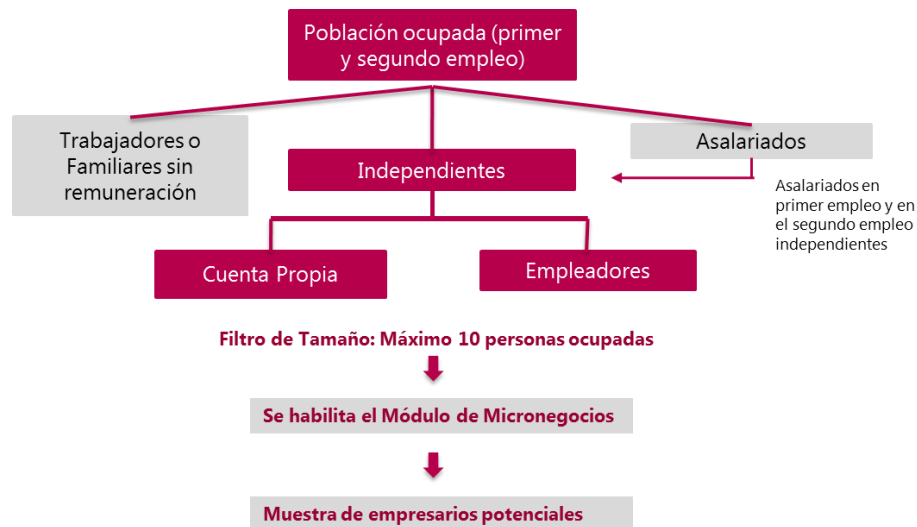 Población ocupada (primer
y segundo empleo)
Trabajadores o
Familiares sin
remuneración
Independientes
Asalariados
Asalariados en
primer empleo y en
el segundo empleo
independientes
Cuenta Propia
Empleadores
Filtro de Tamaño: Máximo 10 personas ocupadas
Se habilita el Módulo de Micronegocios
Muestra de empresarios potenciales